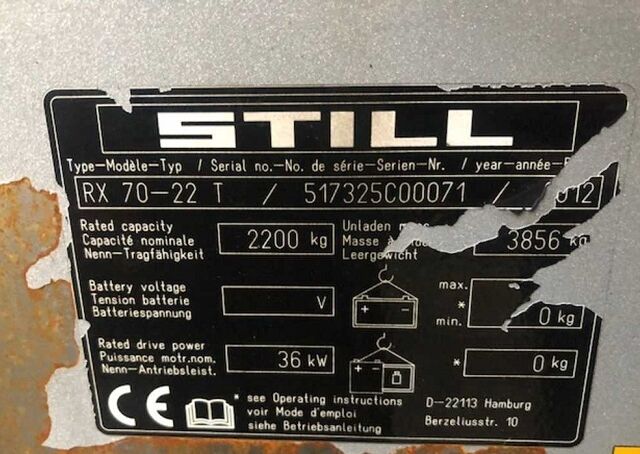 STILL
Type-Modèle-Typ / Serial no.-No. de série-Serien-Nr. / year-année-
RX 70-22 T / 517325C00071 / 012
Rated capacity
Capacité nominale
Nenn-Tragfähigkeit
2200 kg
Unladen
Masse à
Leergewicht
3856 kg
Battery voltage
Tension batterie
Batteriespannung
V
+ −
max.
*
min.
0 kg
Rated drive power
Puissance motr.nom.
Nenn-Antriebsleist.
36 kW
+
* 0 kg
CE
* see Operating instructions
voir Mode d'emploi
siehe Betriebsanleitung
D-22113 Hamburg
Berzeliusstr. 10